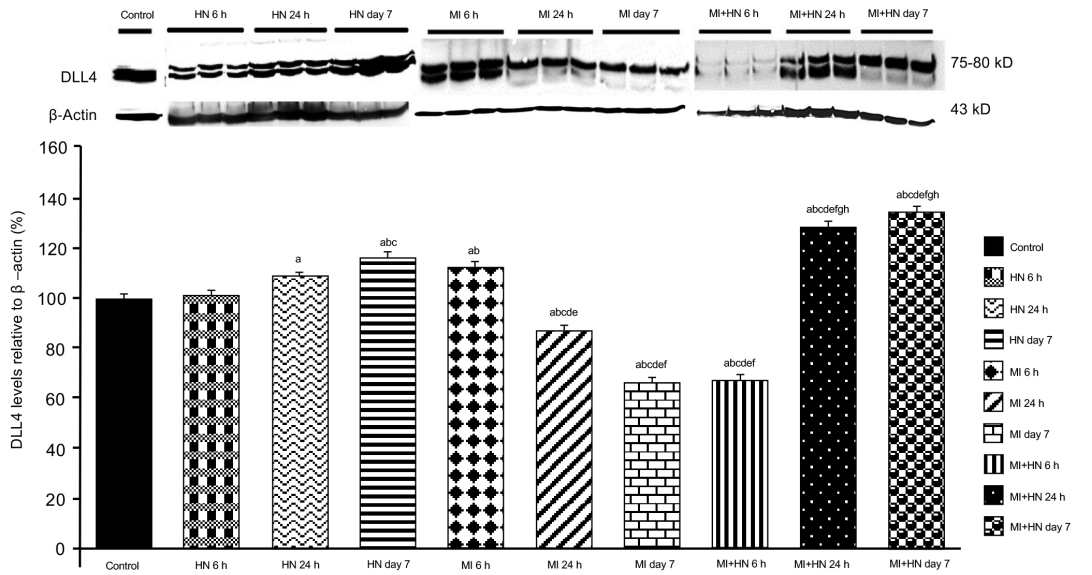 Control HN 6 h HN 24 h HN day 7 MI 6 h MI 24 h MI day 7 MI+HN 6 h MI+HN 24 h MI+HN day 7
DLL4 75-80 kD
β-Actin 43 kD
DLL4 levels relative to β –actin (%)
160
140
120
100
80
60
40
20
0
a
abc
ab
abcde
abcdef
abcdef
abcdefgh
abcdefgh
Control HN 6 h HN 24 h HN day 7 MI 6 h MI 24 h MI day 7 MI+HN 6 h MI+HN 24 h MI+HN day 7
Control
HN 6 h
HN 24 h
HN day 7
MI 6 h
MI 24 h
MI day 7
MI+HN 6 h
MI+HN 24 h
MI+HN day 7